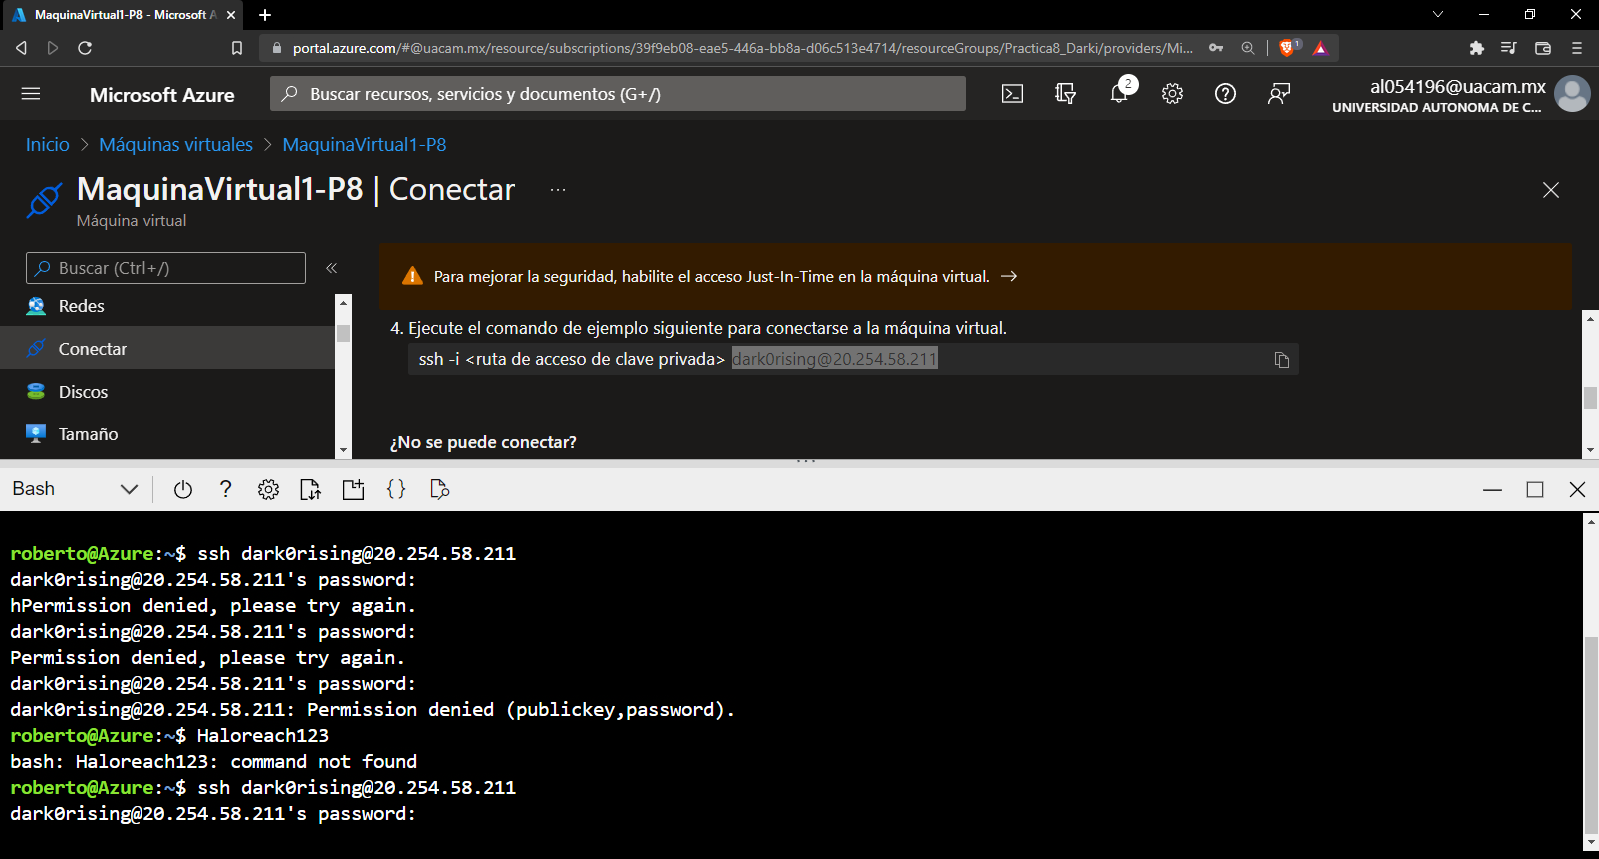 MaquinaVirtual1-P8 - Microsoft A
portal.azure.com/#@uacam.mx/resource/subscriptions/39f9eb08-eae5-446a-bb8a-d06c513e4714/resourceGroups/Practica8_Darki/providers/Mi...
1
Microsoft Azure
Buscar recursos, servicios y documentos (G+/)
2
al054196@uacam.mx
UNIVERSIDAD AUTONOMA DE C...
Inicio > Máquinas virtuales > MaquinaVirtual1-P8
MaquinaVirtual1-P8 | Conectar ...
Máquina virtual
Buscar (Ctrl+/)
«
Redes
Conectar
Discos
Tamaño
Para mejorar la seguridad, habilite el acceso Just-In-Time en la máquina virtual. →
4. Ejecute el comando de ejemplo siguiente para conectarse a la máquina virtual.
ssh -i <ruta de acceso de clave privada> dark0rising@20.254.58.211
¿No se puede conectar?
Bash
?
{}
roberto@Azure:~$ ssh dark0rising@20.254.58.211
dark0rising@20.254.58.211's password:
hPermission denied, please try again.
dark0rising@20.254.58.211's password:
Permission denied, please try again.
dark0rising@20.254.58.211's password:
dark0rising@20.254.58.211: Permission denied (publickey,password).
roberto@Azure:~$ Haloreach123
bash: Haloreach123: command not found
roberto@Azure:~$ ssh dark0rising@20.254.58.211
dark0rising@20.254.58.211's password: